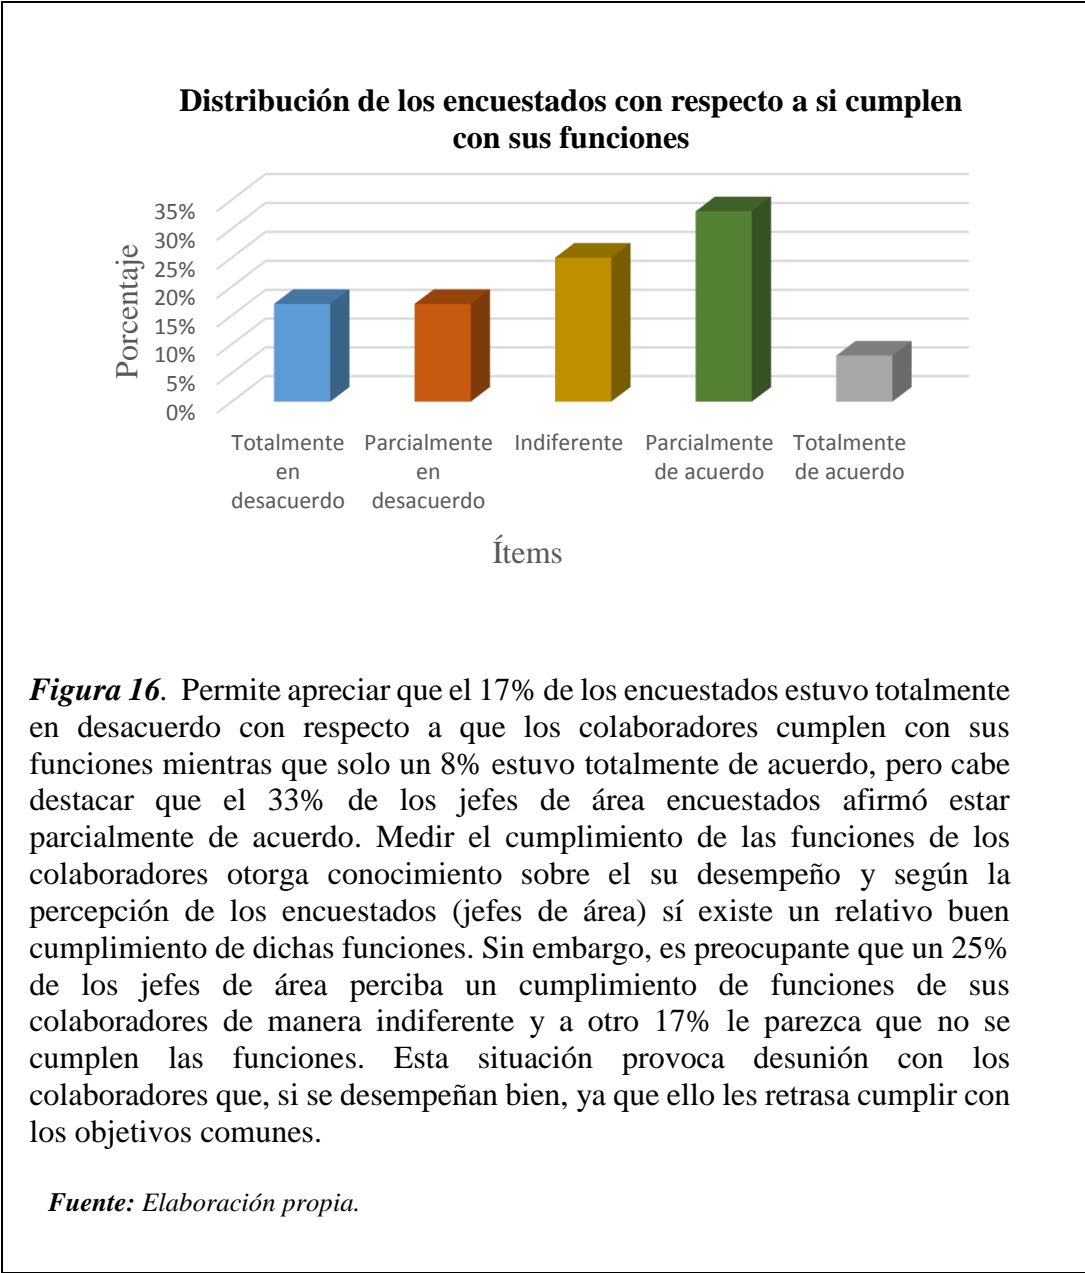 Distribución de los encuestados con respecto a si cumplen
con sus funciones
Porcentaje
35%
30%
25%
20%
15%
10%
5%
0%
Totalmente
en
desacuerdo
Parcialmente
en
desacuerdo
Indiferente
Parcialmente
de acuerdo
Totalmente
de acuerdo
Ítems
Figura 16. Permite apreciar que el 17% de los encuestados estuvo totalmente
en desacuerdo con respecto a que los colaboradores cumplen con sus
funciones mientras que solo un 8% estuvo totalmente de acuerdo, pero cabe
destacar que el 33% de los jefes de área encuestados afirmó estar
parcialmente de acuerdo. Medir el cumplimiento de las funciones de los
colaboradores otorga conocimiento sobre el su desempeño y según la
percepción de los encuestados (jefes de área) sí existe un relativo buen
cumplimiento de dichas funciones. Sin embargo, es preocupante que un 25%
de los jefes de área perciba un cumplimiento de funciones de sus
colaboradores de manera indiferente y a otro 17% le parezca que no se
cumplen las funciones. Esta situación provoca desunión con los
colaboradores que, si se desempeñan bien, ya que ello les retrasa cumplir con
los objetivos comunes.
Fuente: Elaboración propia.